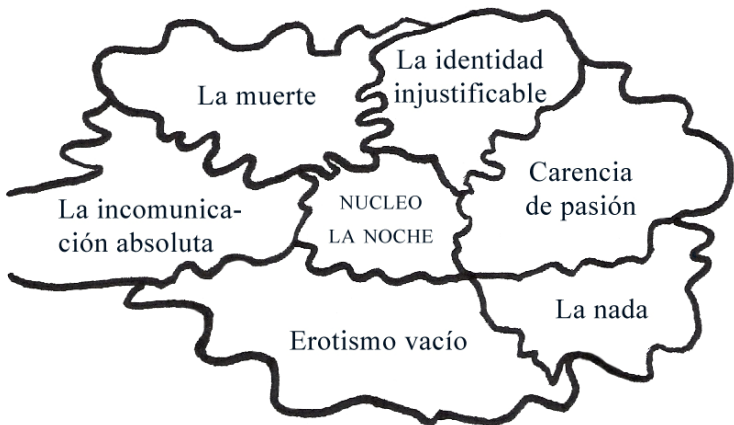 La muerte
La identidad
injustificable
La incomunica-
ción absoluta
NUCLEO
LA NOCHE
Carencia
de pasión
Erotismo vacío
La nada